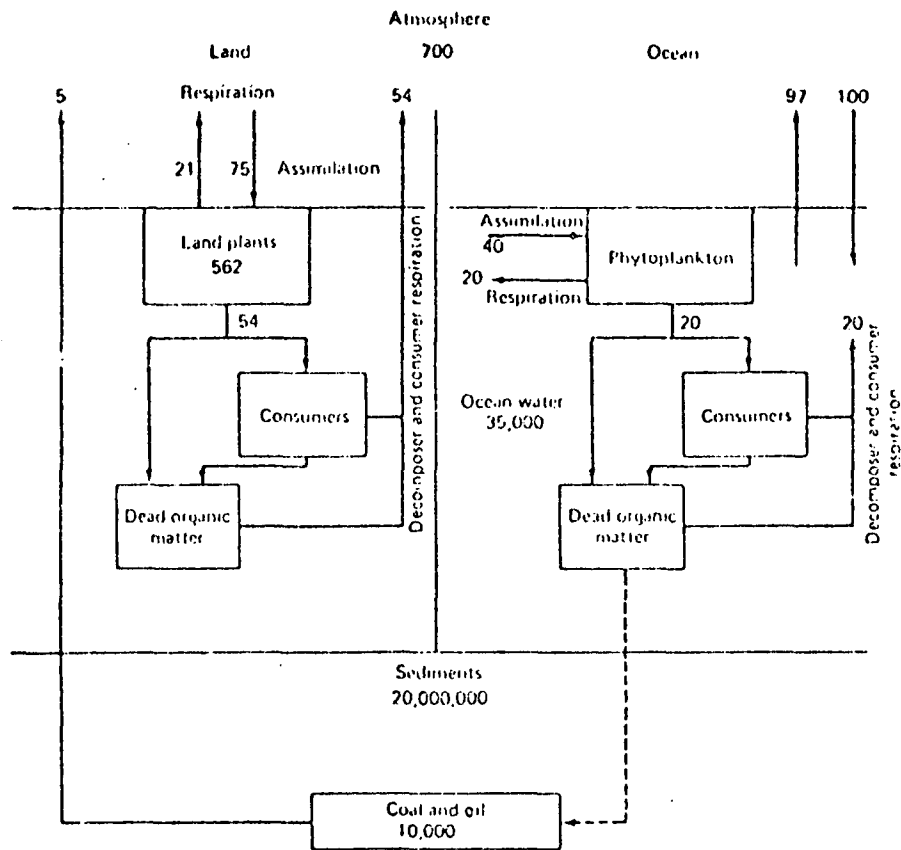 Atmosphere
Land 700 Ocean
5 Respiration 54 97 100
21 75 Assimilation
Land plants
562
Assimilation
40
20
Respiration
Phytoplankton
54
20
20
Consumers
Dead organic
matter
Decomposer and consumer respiration
Ocean water
35,000
Consumers
Dead organic
matter
Decomposer and consumer
respiration
Sediments
20,000,000
Coal and oil
10,000